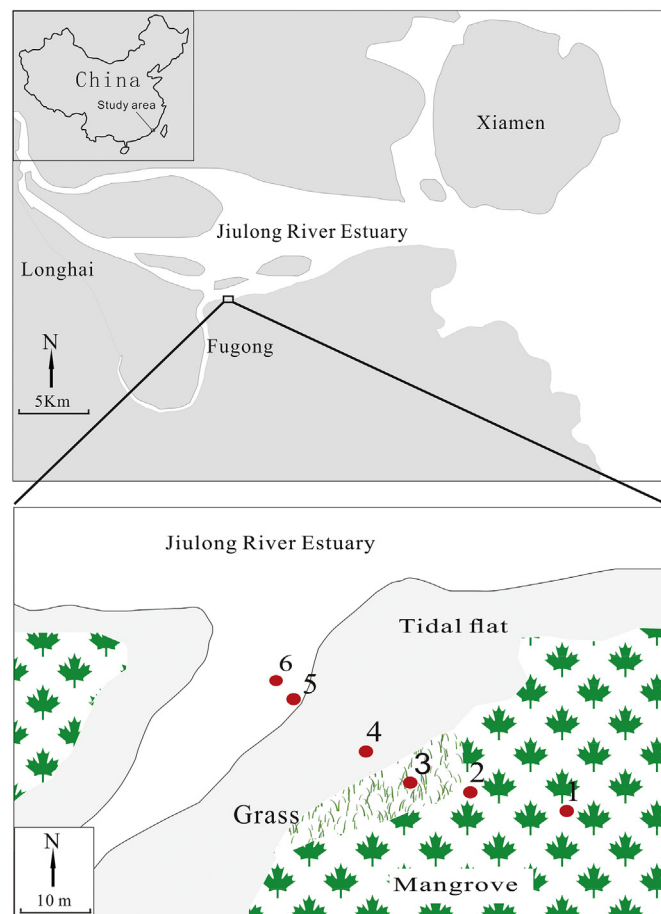 China
Study area
Xiamen
Jiulong River Estuary
Longhai
N
5Km
Fugong
Jiulong River Estuary
Tidal flat
6
5
4
3
2
1
Grass
N
10 m
Mangrove